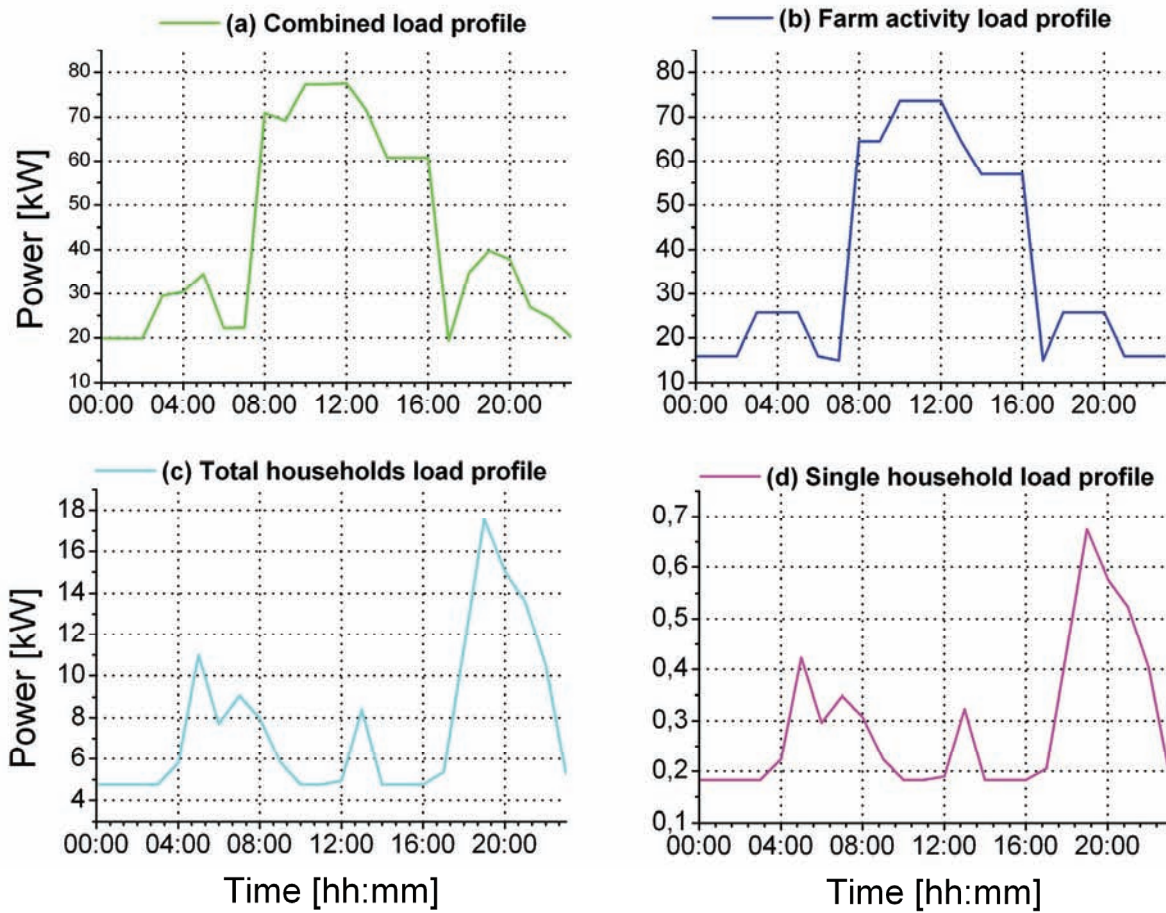 (a) Combined load profile
Power [kW]
80
70
60
50
40
30
20
10
00:00 04:00 08:00 12:00 16:00 20:00
(b) Farm activity load profile
80
70
60
50
40
30
20
10
00:00 04:00 08:00 12:00 16:00 20:00
(c) Total households load profile
Power [kW]
18
16
14
12
10
8
6
4
00:00 04:00 08:00 12:00 16:00 20:00
Time [hh:mm]
(d) Single household load profile
0,7
0,6
0,5
0,4
0,3
0,2
0,1
00:00 04:00 08:00 12:00 16:00 20:00
Time [hh:mm]